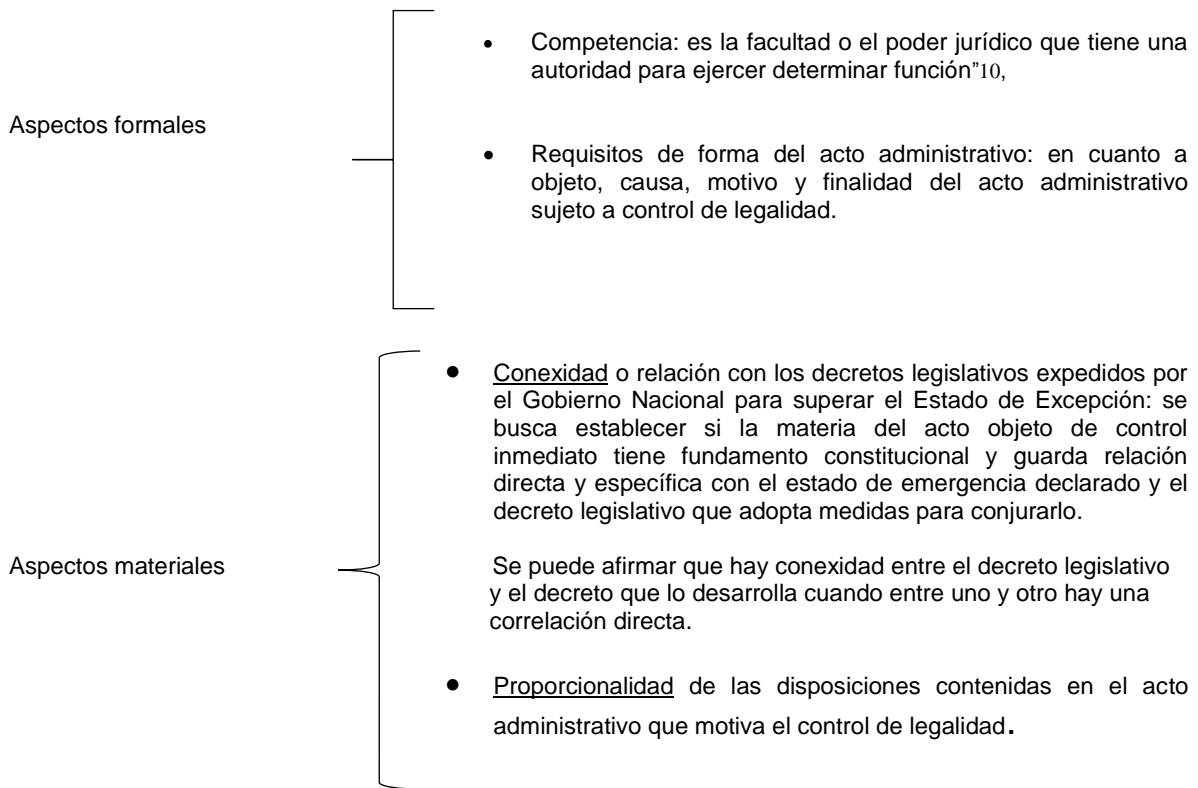 Aspectos formales
• Competencia: es la facultad o el poder jurídico que tiene una
autoridad para ejercer determinar función”10,
• Requisitos de forma del acto administrativo: en cuanto a
objeto, causa, motivo y finalidad del acto administrativo
sujeto a control de legalidad.
Aspectos materiales
• Conexidad o relación con los decretos legislativos expedidos por
el Gobierno Nacional para superar el Estado de Excepción: se
busca establecer si la materia del acto objeto de control
inmediato tiene fundamento constitucional y guarda relación
directa y específica con el estado de emergencia declarado y el
decreto legislativo que adopta medidas para conjurarlo.
Se puede afirmar que hay conexidad entre el decreto legislativo
y el decreto que lo desarrolla cuando entre uno y otro hay una
correlación directa.
• Proporcionalidad de las disposiciones contenidas en el acto
administrativo que motiva el control de legalidad.